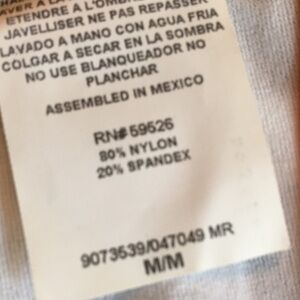 ETENDRE A L'OMBRE
JAVELLISER NE PAS REPASSER
LAVADO A MANO CON AGUA FRIA
COLGAR A SECAR EN LA SOMBRA
NO USE BLANQUEADOR NO
PLANCHAR
ASSEMBLED IN MEXICO
RN# 59526
80% NYLON
20% SPANDEX
9073539/047049 MR
M/M